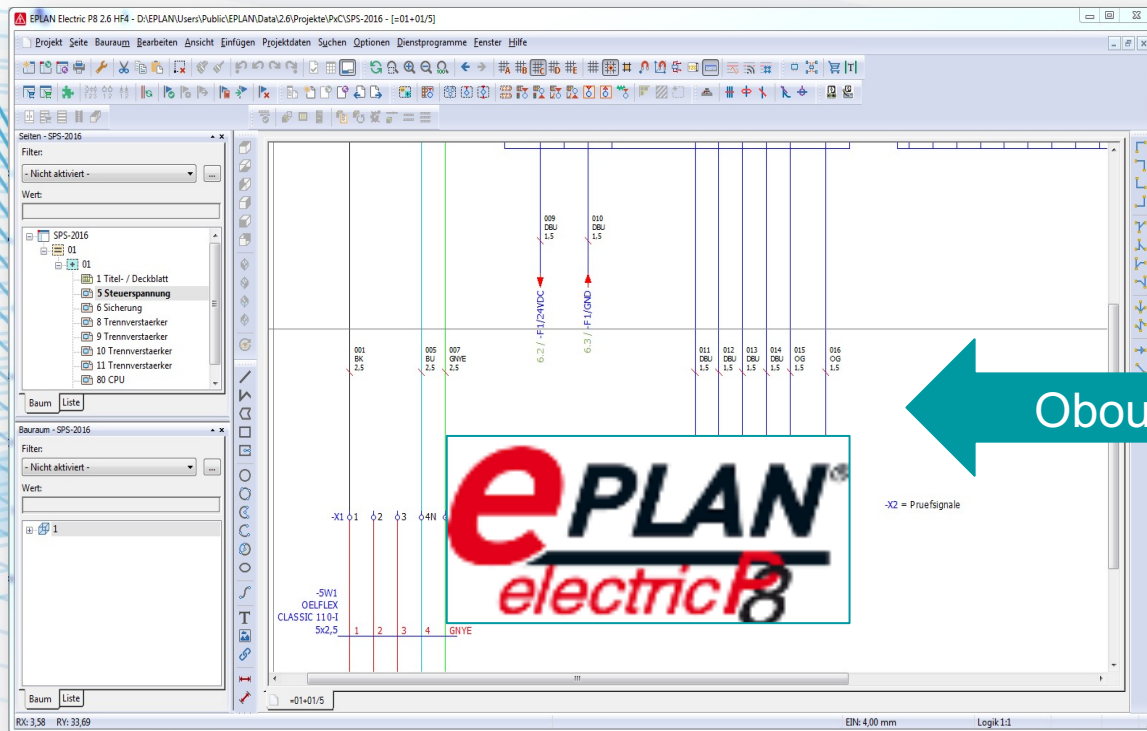 EPLAN Electric P8 2.6 HF4 - D:\EPLAN\Users\Public\EPLAN\Data\2.6\Projekte\PxC\SPS-2016 - [=01+01/5]
Projekt Seite Bauraum Bearbeiten Ansicht Einfügen Projektdaten Suchen Optionen Dienstprogramme Fenster Hilfe
Seiten - SPS-2016
Filter:
- Nicht aktiviert -
...
Wert:
SPS-2016
01
01
1 Titel- / Deckblatt
5 Steuerspannung
6 Sicherung
8 Trennverstaerker
9 Trennverstaerker
10 Trennverstaerker
11 Trennverstaerker
80 CPU
Baum Liste
Bauraum - SPS-2016
Filter:
- Nicht aktiviert -
...
Wert:
1
Baum Liste
009
DBU
1,5
010
DBU
1,5
6.2 / -F1/24VDC
6.3 / -F1/GND
001
BK
2,5
005
BU
2,5
007
GNYE
2,5
011
DBU
1,5
012
DBU
1,5
013
DBU
1,5
014
DBU
1,5
015
OG
1,5
016
OG
1,5
Obou
ePLAN®
electric P8
-X2 = Pruefsignale
-X1 1 2 3 4N
-5W1
OELFLEX
CLASSIC 110-I
5x2,5 1 2 3 4 GNYE
=01+01/5
RX: 3,58 RY: 33,69 EIN: 4,00 mm Logik 1:1